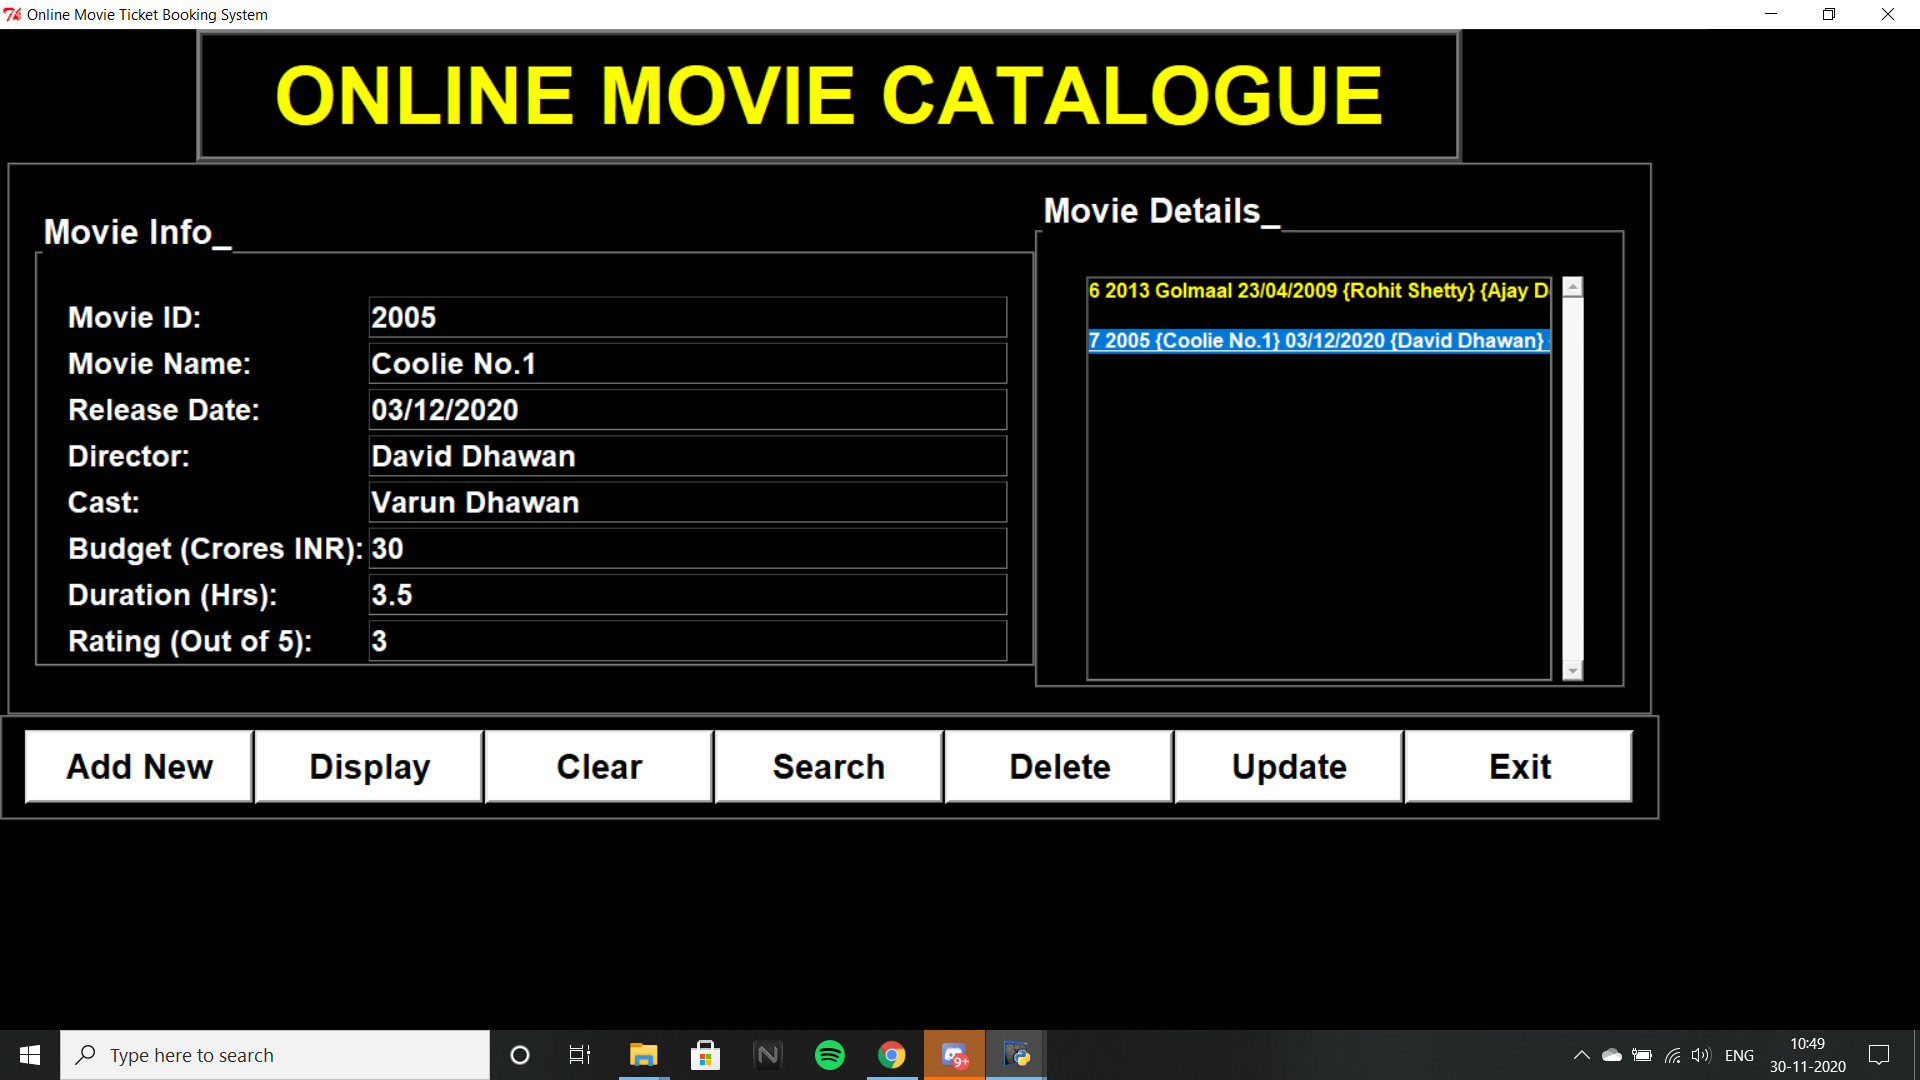 Online Movie Ticket Booking System
ONLINE MOVIE CATALOGUE
Movie Info_
Movie ID: 2005
Movie Name: Coolie No.1
Release Date: 03/12/2020
Director: David Dhawan
Cast: Varun Dhawan
Budget (Crores INR): 30
Duration (Hrs): 3.5
Rating (Out of 5): 3
Movie Details_
6 2013 Golmaal 23/04/2009 {Rohit Shetty} {Ajay D
7 2005 {Coolie No.1} 03/12/2020 {David Dhawan}
Add New Display Clear Search Delete Update Exit
Type here to search
9+
ENG
10:49
30-11-2020